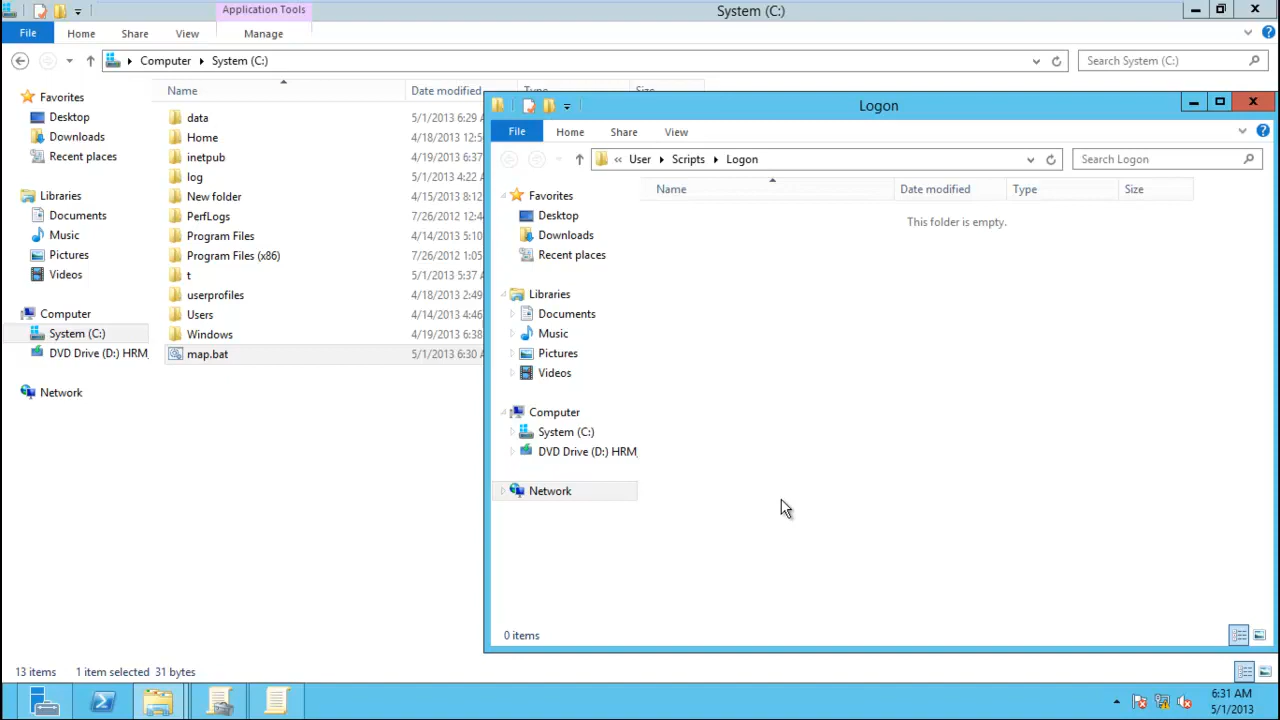 Application Tools
System (C:)
File
Home
Share
View
Manage
Computer
System (C:)
Search System (C:)
Favorites
Desktop
Downloads
Recent places
Libraries
Documents
Music
Pictures
Videos
Computer
System (C:)
DVD Drive (D:) HRM
Network
Name
Date modified
Type
Size
data 5/1/2013 6:29
Home 4/18/2013 12:5
inetpub 4/19/2013 6:37
log 5/1/2013 4:22
New folder 4/15/2013 8:12
PerfLogs 7/26/2012 12:4
Program Files 4/14/2013 5:10
Program Files (x86) 7/26/2012 1:05
t 5/1/2013 5:37
userprofiles 4/18/2013 2:49
Users 4/14/2013 4:46
Windows 4/19/2013 6:38
map.bat 5/1/2013 6:30
13 items 1 item selected 31 bytes
Logon
File
Home
Share
View
« User Scripts Logon
Search Logon
Favorites
Desktop
Downloads
Recent places
Libraries
Documents
Music
Pictures
Videos
Computer
System (C:)
DVD Drive (D:) HRM
Network
Name
Date modified
Type
Size
This folder is empty.
0 items
6:31 AM
5/1/2013